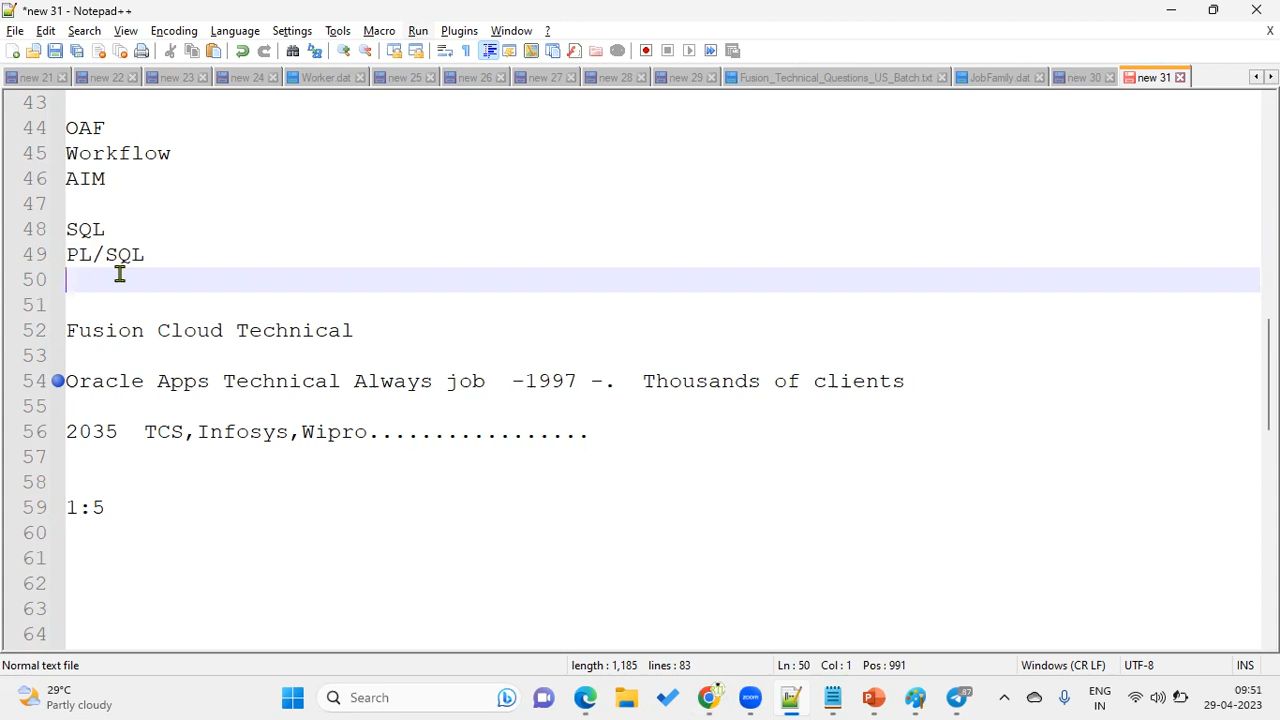 *new 31 - Notepad++
File Edit Search View Encoding Language Settings Tools Macro Run Plugins Window ? X
new 21 new 22 new 23 new 24 Worker.dat new 25 new 26 new 27 new 28 new 29 Fusion_Technical_Questions_US_Batch.txt JobFamily.dat new 30 new 31
43
44 OAF
45 Workflow
46 AIM
47
48 SQL
49 PL/SQL
50
51
52 Fusion Cloud Technical
53
54 Oracle Apps Technical Always job -1997 -. Thousands of clients
55
56 2035 TCS,Infosys,Wipro.................
57
58
59 1:5
60
61
62
63
64
Normal text file length : 1,185 lines : 83 Ln : 50 Col : 1 Pos : 991 Windows (CR LF) UTF-8 INS
29°C
Partly cloudy
Search
zoom
87
ENG
IN
09:51
29-04-2023